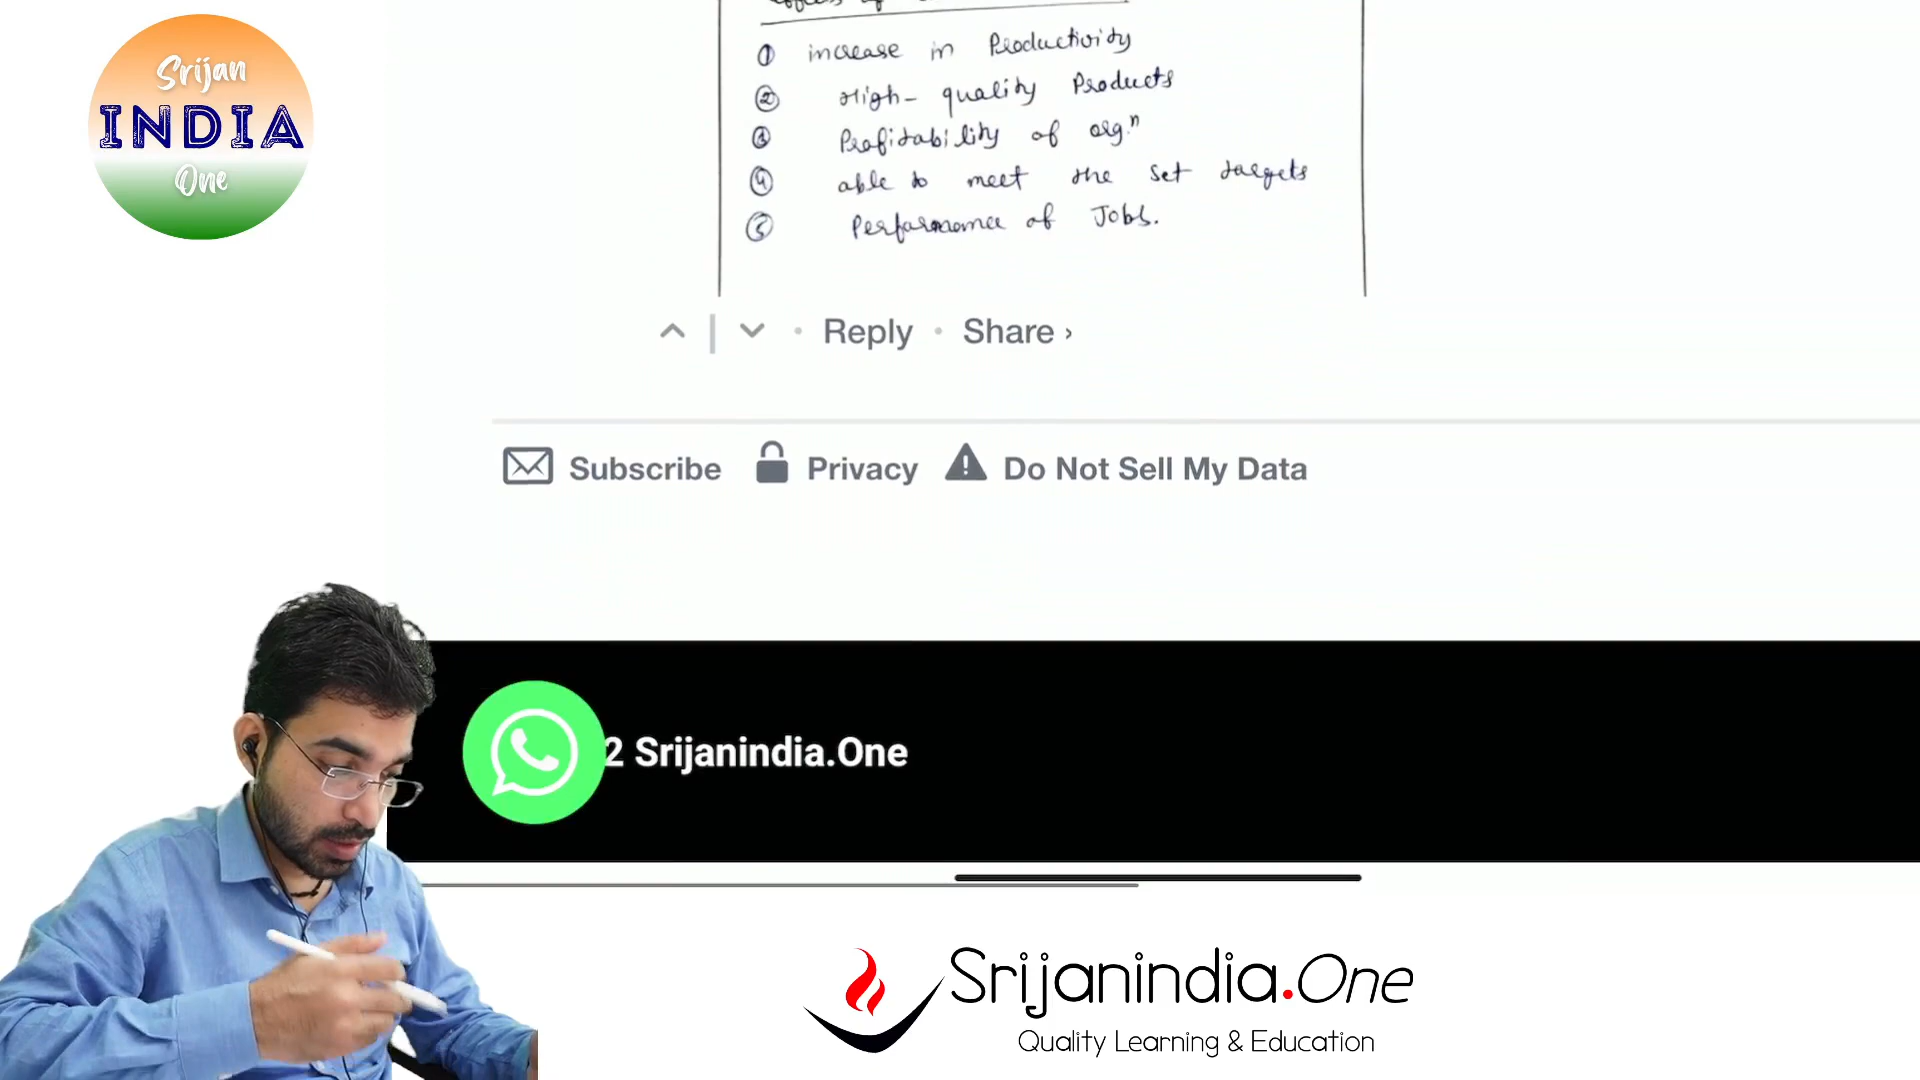 Srijan
INDIA
One
① increase in Productivity
② High-quality Products
③ Profitability of orgⁿ
④ able to meet the set targets
⑤ Performance of Jobs.
Reply • Share ›
Subscribe Privacy Do Not Sell My Data
2 Srijanindia.One
Srijanindia.One
Quality Learning & Education